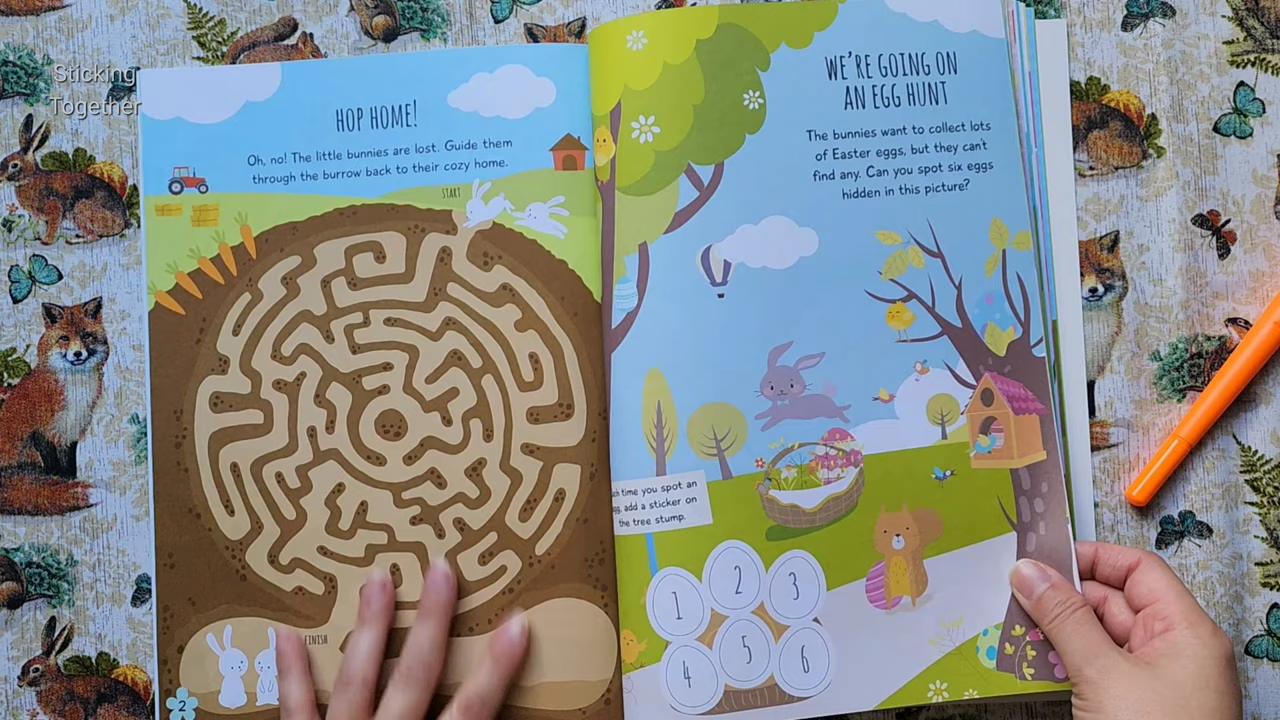 Sticking
Together
HOP HOME!
Oh, no! The little bunnies are lost. Guide them
through the burrow back to their cozy home.
START
FINISH
2
WE'RE GOING ON
AN EGG HUNT
The bunnies want to collect lots
of Easter eggs, but they can't
find any. Can you spot six eggs
hidden in this picture?
time you spot an
add a sticker on
the tree stump.
1
2
3
4
5
6